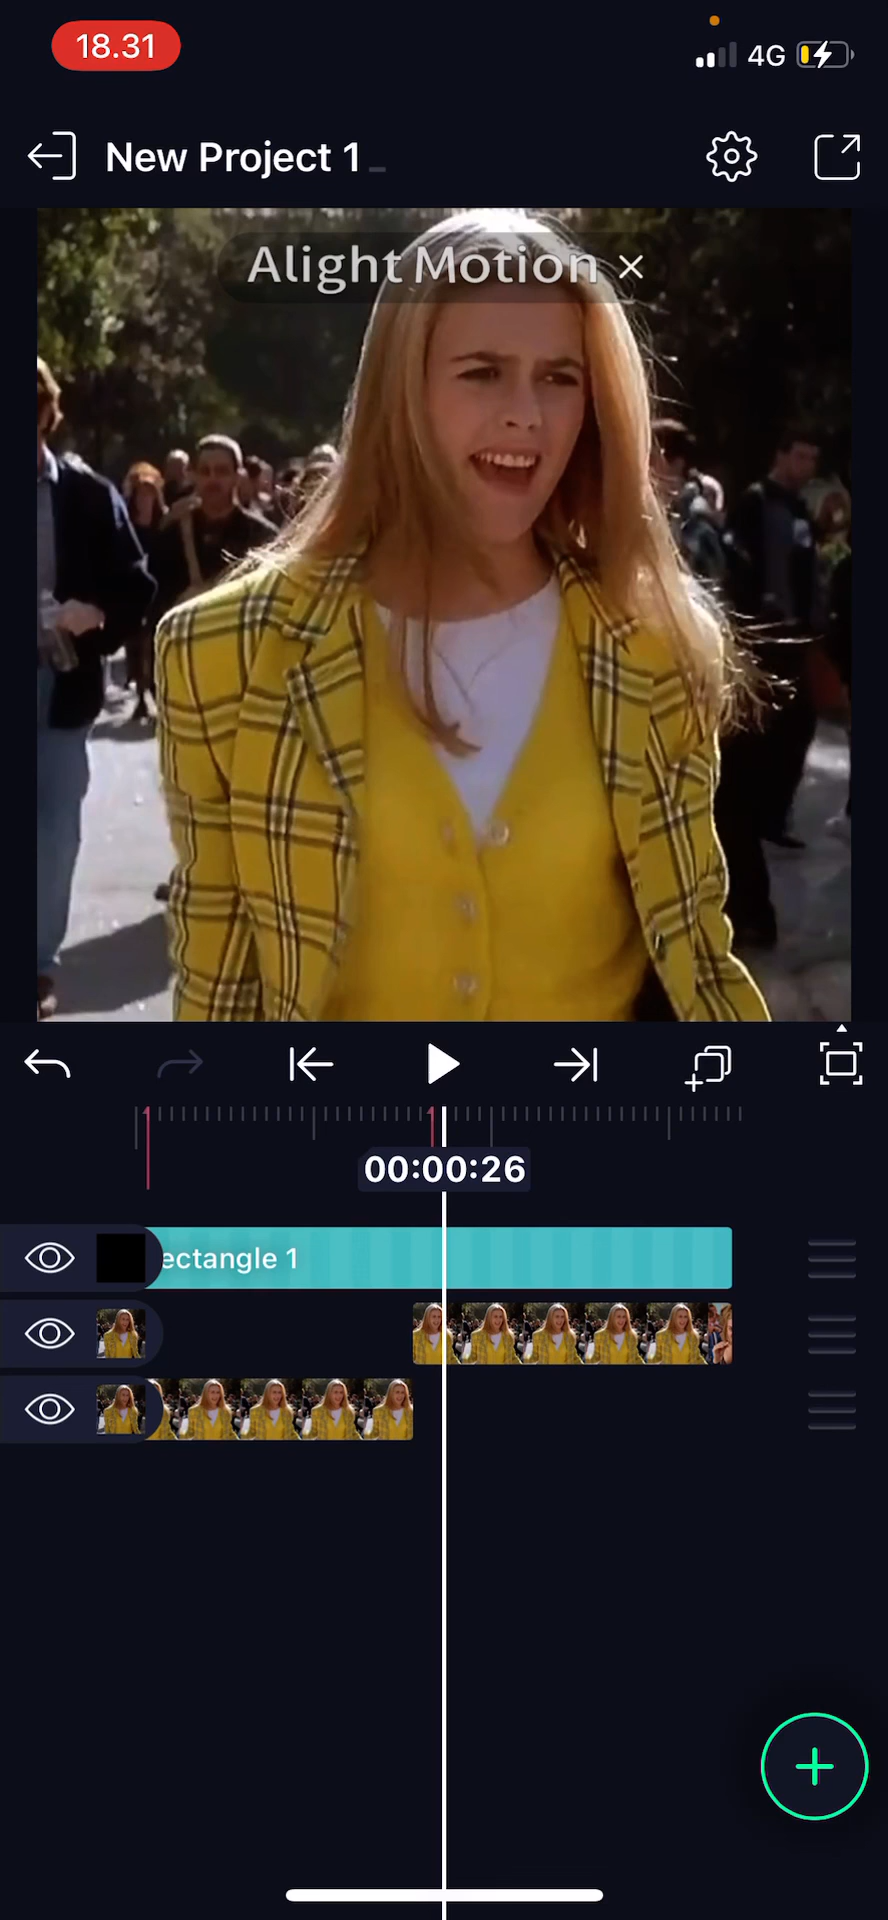 18.31
4G
New Project 1
Alight Motion ×
00:00:26
ectangle 1